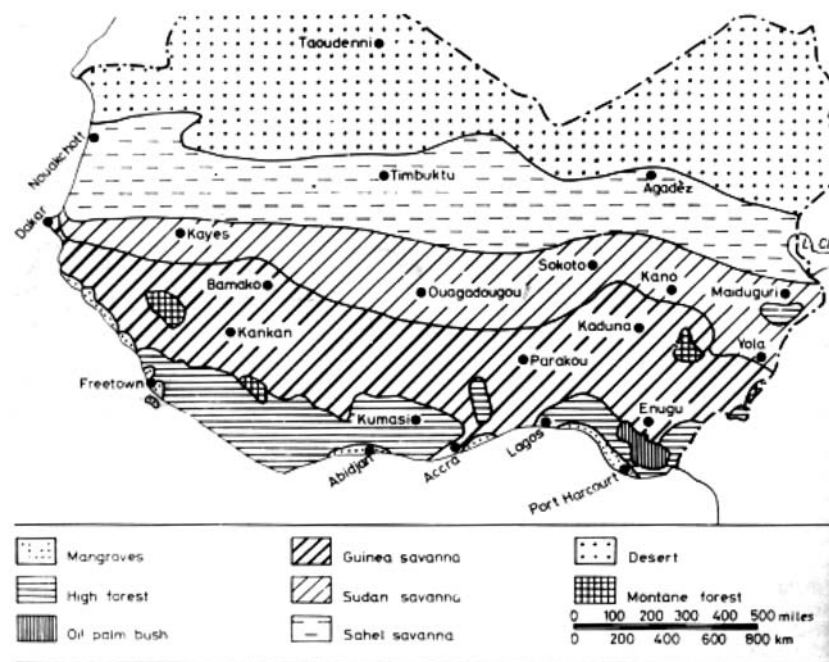 Taoudenni
Nouakchott
Timbuktu
Agadèz
Dakar
Kayes
L. C
Sokoto
Kano
Bamako
Ouagadougou
Maiduguri
Kankan
Kaduna
Parakou
Yola
Freetown
Kumasi
Enugu
Abidjan
Accra
Lagos
Port Harcourt
Mangraves Guinea savanna Desert
High forest Sudan savanna Montane forest
0 100 200 300 400 500 miles
Oil palm bush Sahel savanna
0 200 400 600 800 km